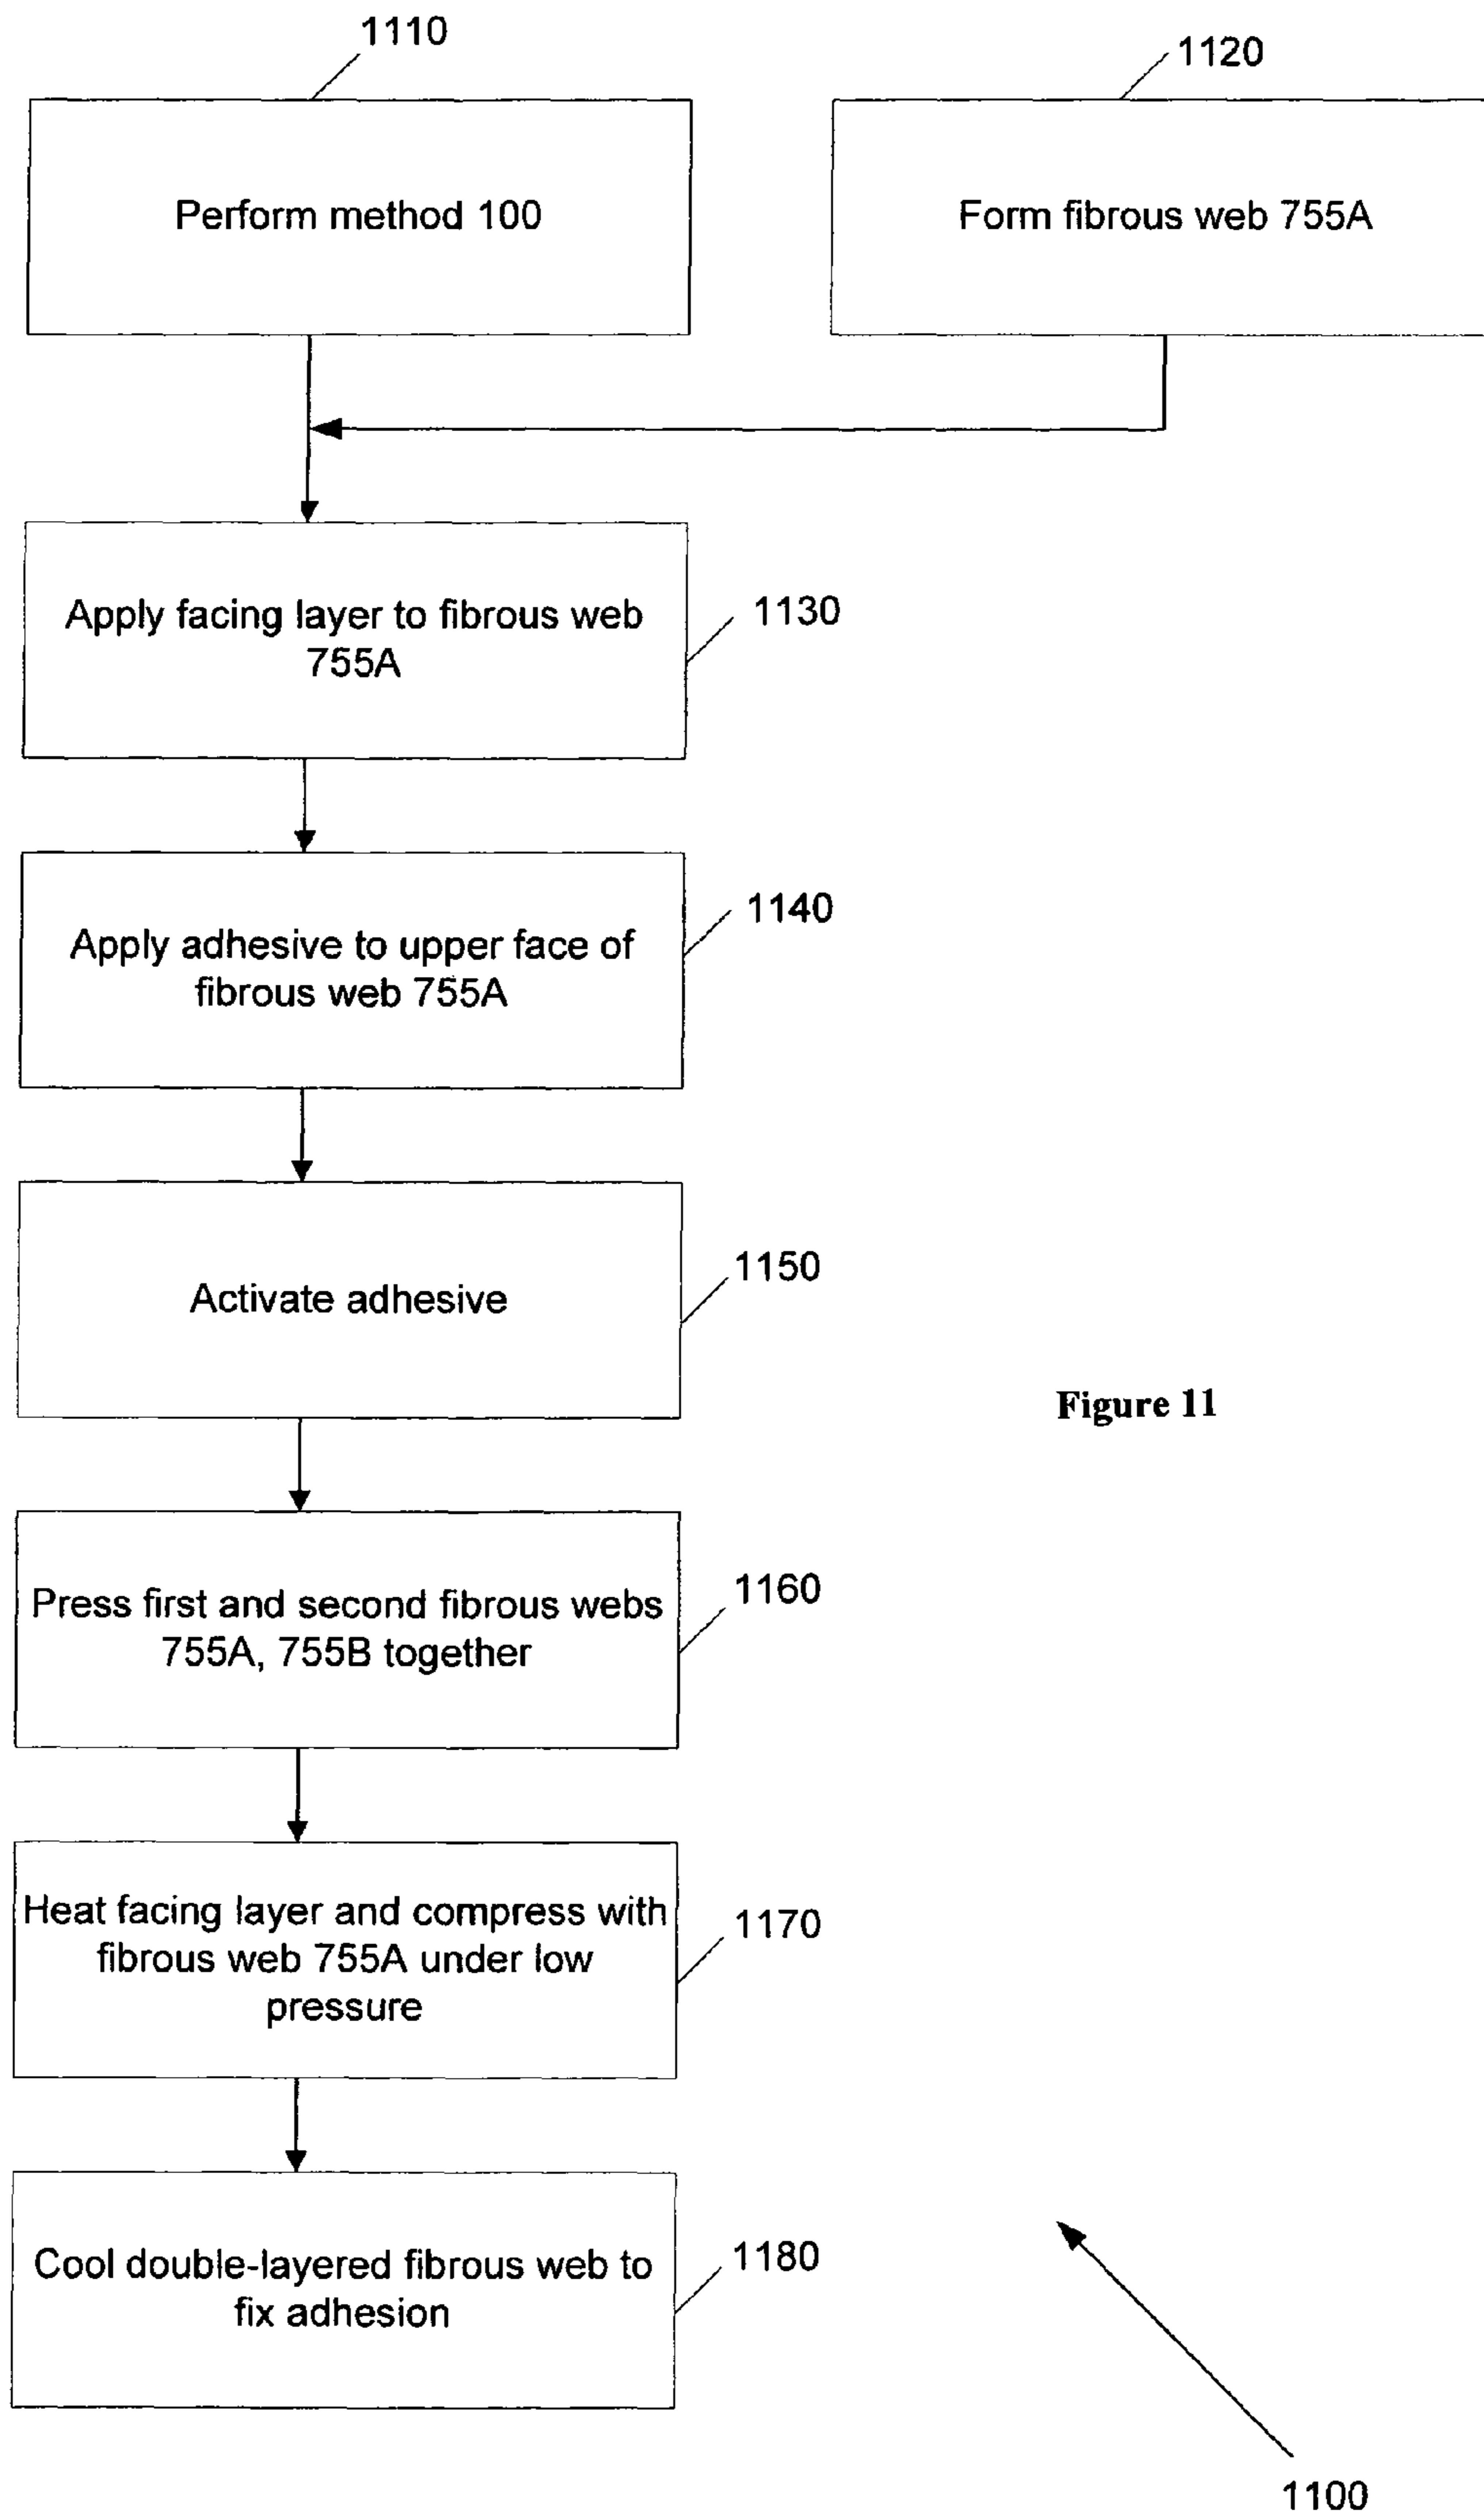 1110
1120
Perform method 100
Form fibrous web 755A
Apply facing layer to fibrous web
755A
1130
1140
Apply adhesive to upper face of
fibrous web 755A
1150
Activate adhesive
Figure 11
1160
Press first and second fibrous webs
755A, 755B together
Heat facing layer and compress with
fibrous web 755A under low
pressure
1170
Cool double-layered fibrous web to
fix adhesion
1180
1100